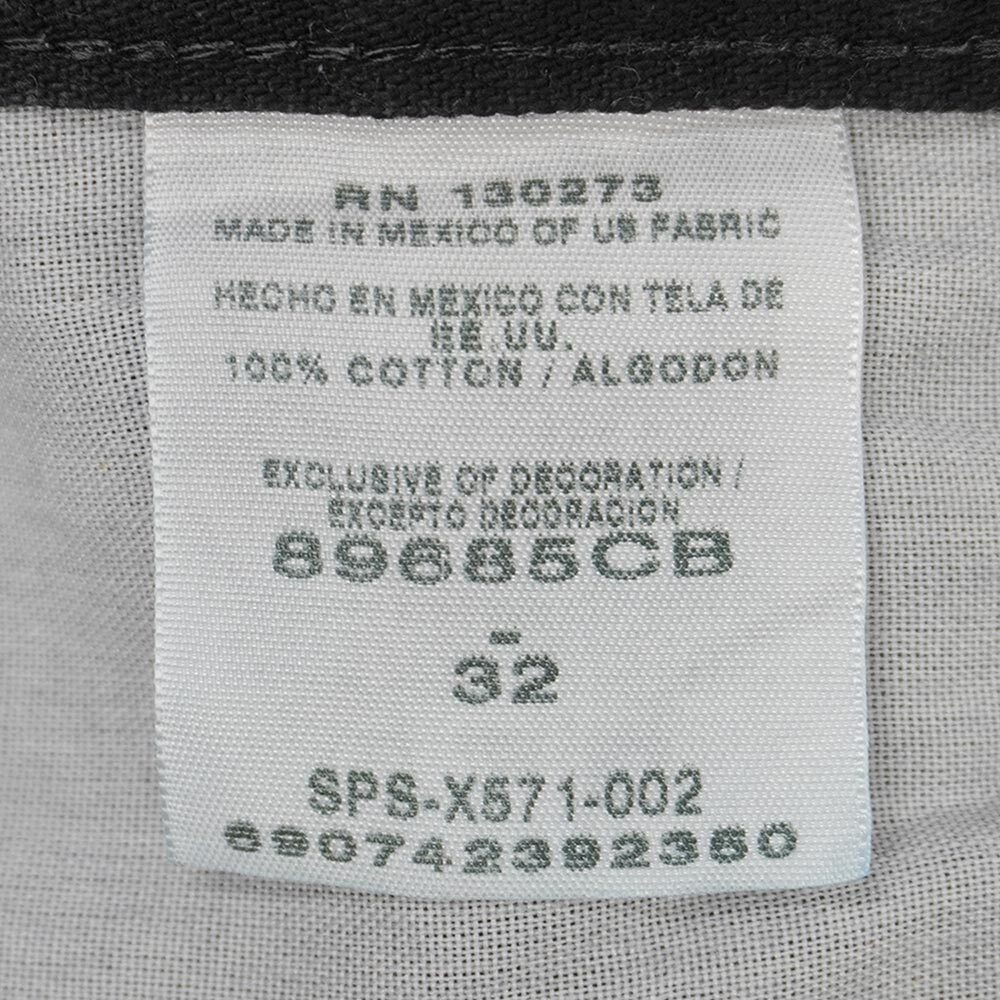 RN 130273
MADE IN MEXICO OF US FABRIC
HECHO EN MEXICO CON TELA DE
EE.UU.
100% COTTON / ALGODON
EXCLUSIVE OF DECORATION /
EXCEPTO DECORACION
89685CB
-
32
SPS-X571-002
690742392350